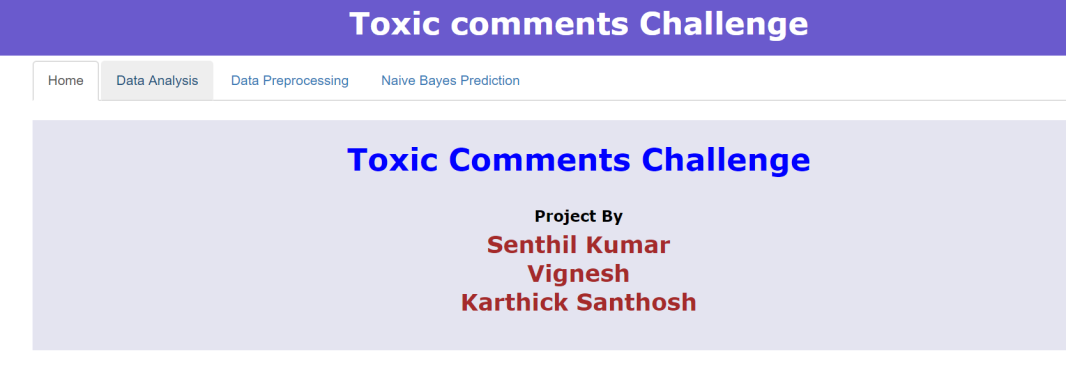 Toxic comments Challenge
Home Data Analysis Data Preprocessing Naive Bayes Prediction
Toxic Comments Challenge
Project By
Senthil Kumar
Vignesh
Karthick Santhosh